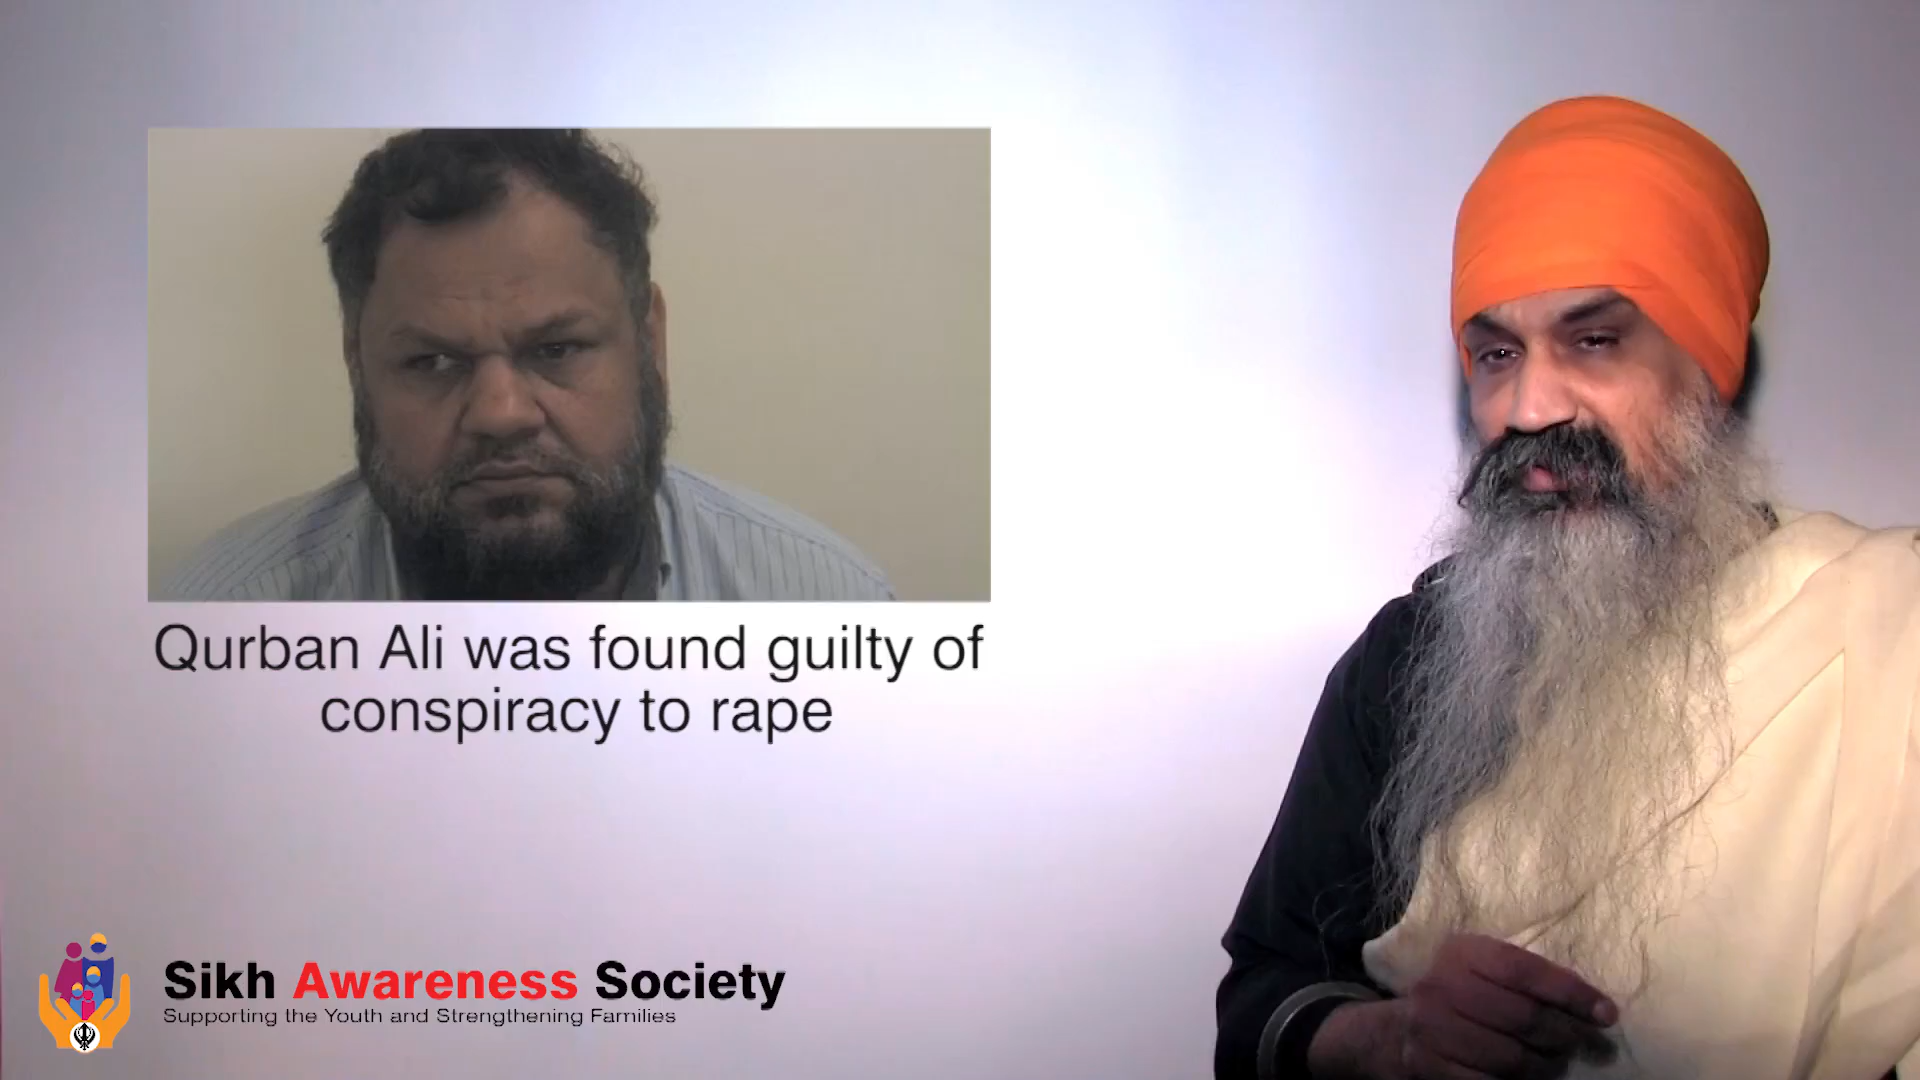 Qurban Ali was found guilty of
conspiracy to rape
Sikh Awareness Society
Supporting the Youth and Strengthening Families